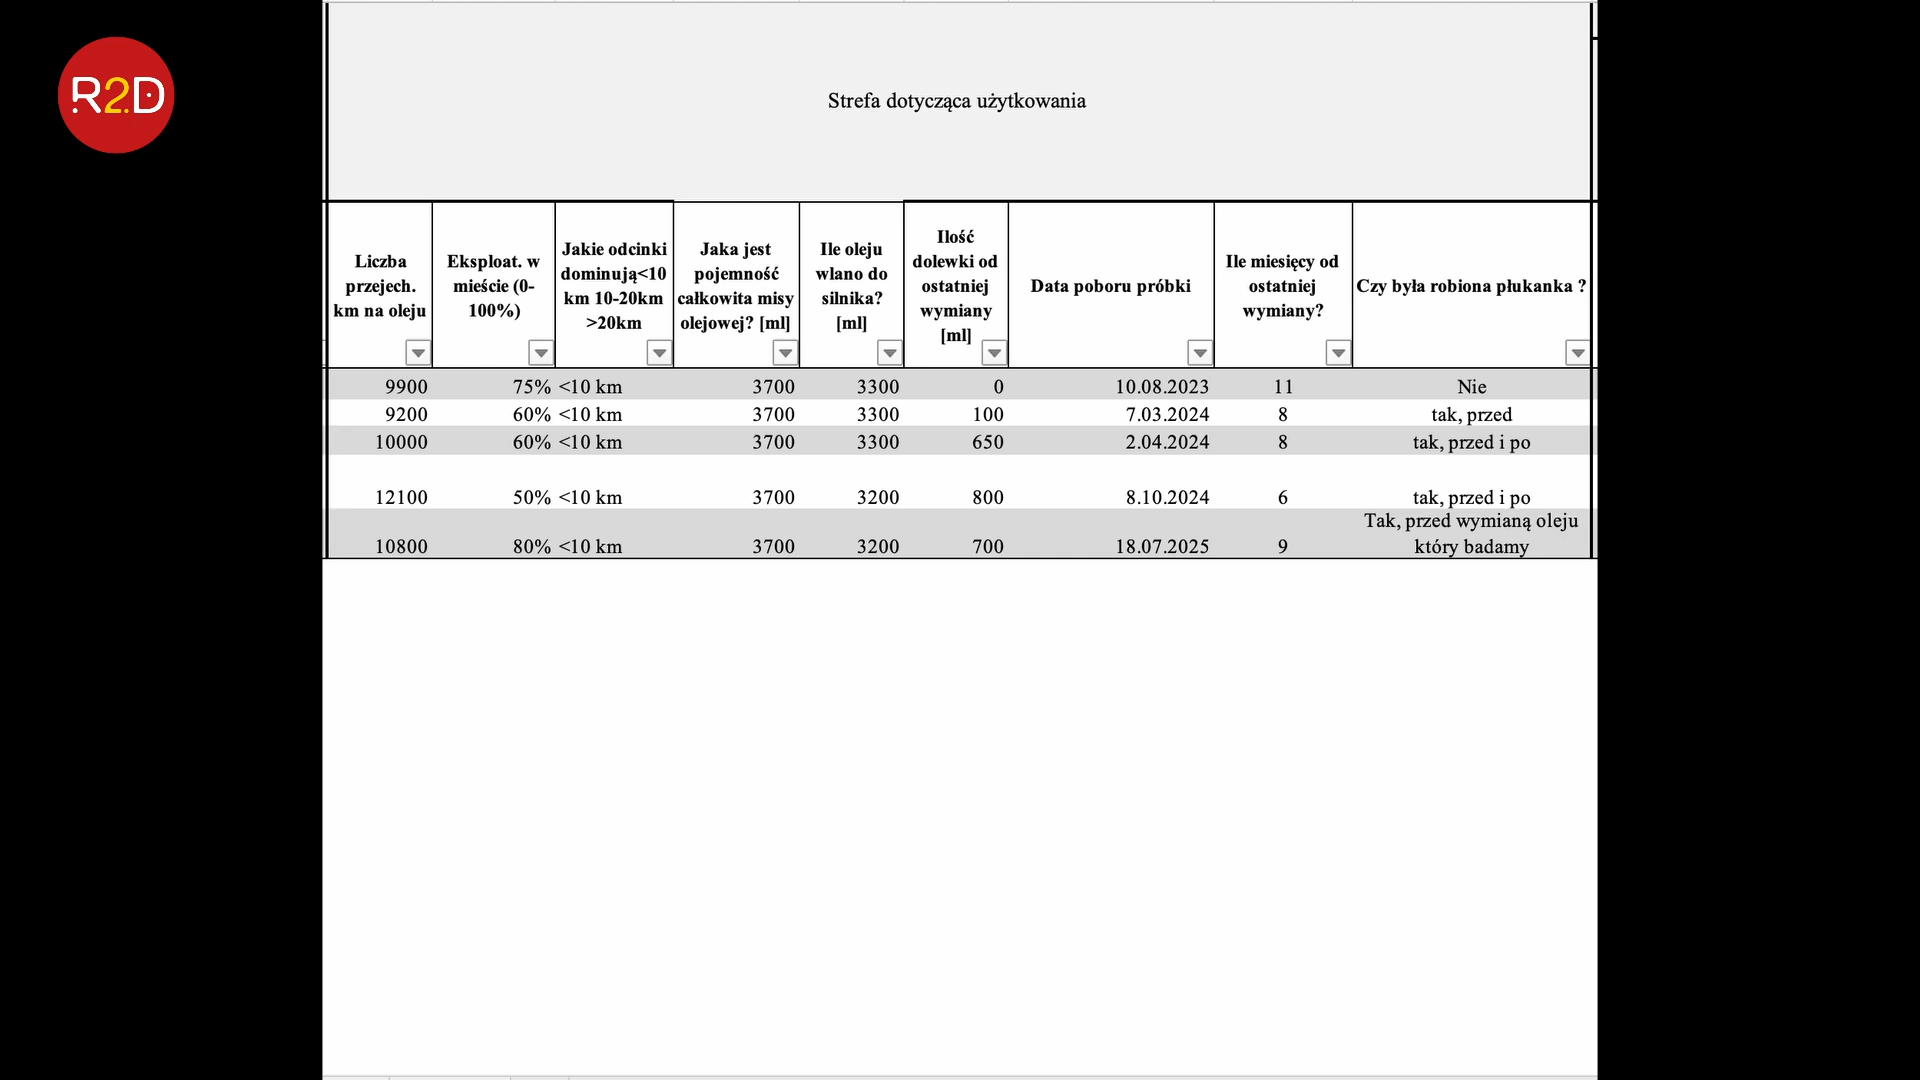 R2D
Strefa dotycząca użytkowania
Liczba
przejech.
km na oleju
Eksploat. w
mieście (0-
100%)
Jakie odcinki
dominują<10
km 10-20km
>20km
Jaka jest
pojemność
całkowita misy
olejowej? [ml]
Ile oleju
wlano do
silnika?
[ml]
Ilość
dolewki od
ostatniej
wymiany
[ml]
Data poboru próbki
Ile miesięcy od
ostatniej
wymiany?
Czy była robiona płukanka ?
9900 75% <10 km 3700 3300 0 10.08.2023 11 Nie
9200 60% <10 km 3700 3300 100 7.03.2024 8 tak, przed
10000 60% <10 km 3700 3300 650 2.04.2024 8 tak, przed i po
12100 50% <10 km 3700 3200 800 8.10.2024 6 tak, przed i po
Tak, przed wymianą oleju
10800 80% <10 km 3700 3200 700 18.07.2025 9 który badamy